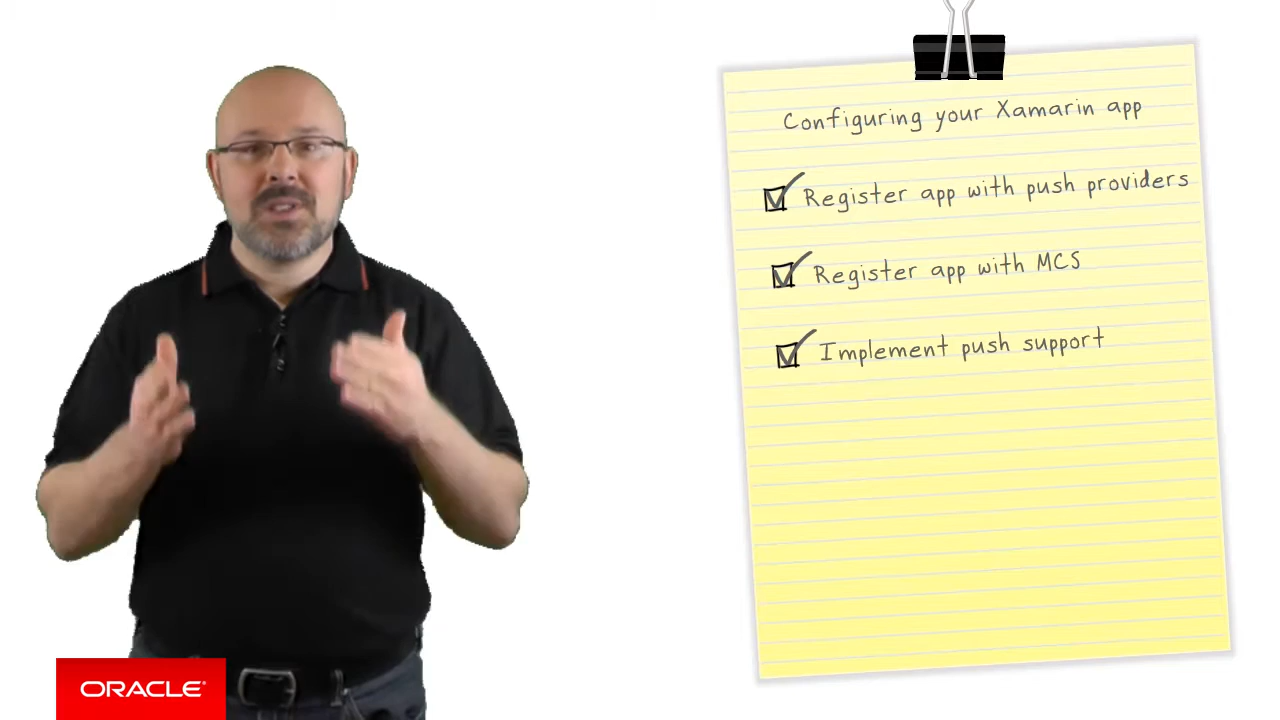 Configuring your Xamarin app
Register app with push providers
Register app with MCS
Implement push support
ORACLE®